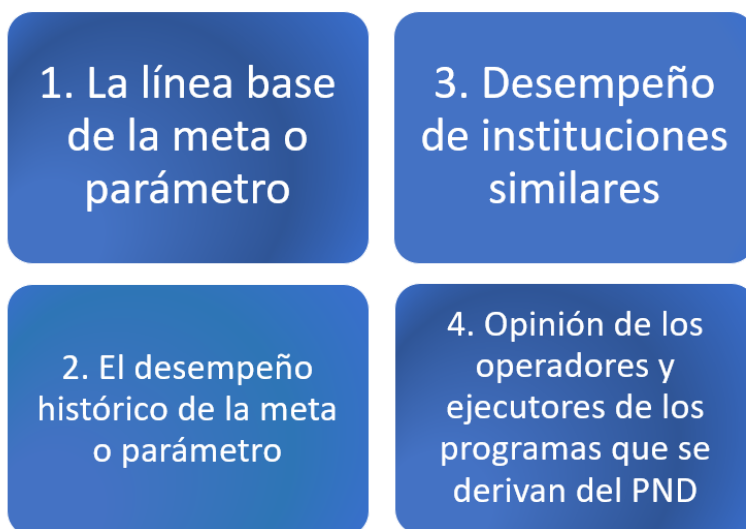 1. La línea base
de la meta o
parámetro
2. El desempeño
histórico de la meta
o parámetro
3. Desempeño
de instituciones
similares
4. Opinión de los
operadores y
ejecutores de los
programas que se
derivan del PND